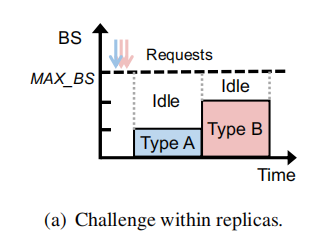 BS
Requests
MAX_BS
Idle
Idle
Type A
Type B
Time
(a) Challenge within replicas.